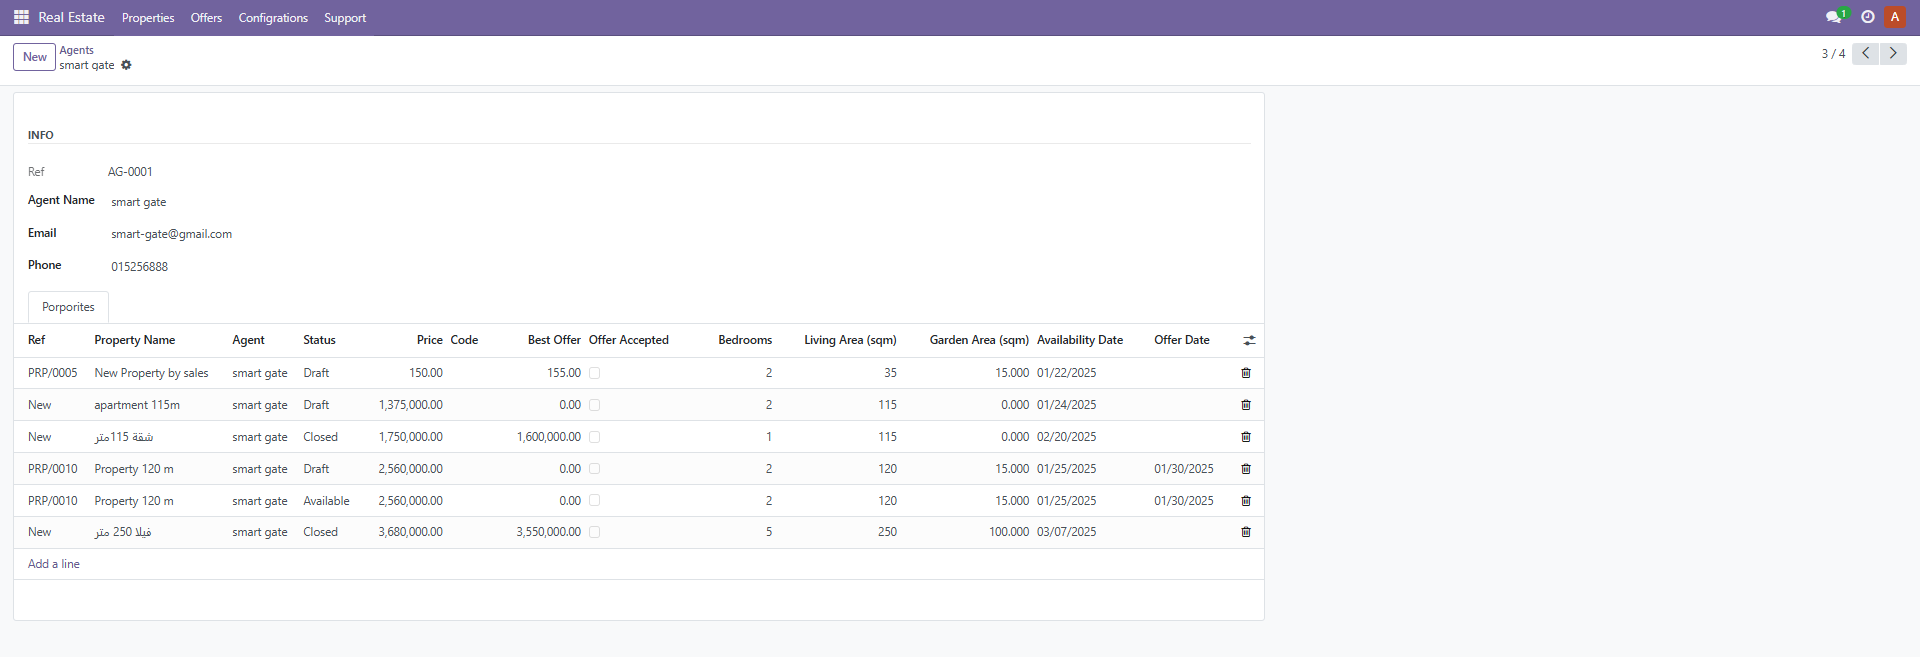 Real Estate Properties Offers Configrations Support 1 A
New Agents
smart gate 3 / 4
INFO
Ref AG-0001
Agent Name smart gate
Email smart-gate@gmail.com
Phone 015256888
Porporites
Ref Property Name Agent Status Price Code Best Offer Offer Accepted Bedrooms Living Area (sqm) Garden Area (sqm) Availability Date Offer Date
PRP/0005 New Property by sales smart gate Draft 150.00 155.00 2 35 15.000 01/22/2025
New apartment 115m smart gate Draft 1,375,000.00 0.00 2 115 0.000 01/24/2025
New شقة 115متر smart gate Closed 1,750,000.00 1,600,000.00 1 115 0.000 02/20/2025
PRP/0010 Property 120 m smart gate Draft 2,560,000.00 0.00 2 120 15.000 01/25/2025 01/30/2025
PRP/0010 Property 120 m smart gate Available 2,560,000.00 0.00 2 120 15.000 01/25/2025 01/30/2025
New فيلا 250 متر smart gate Closed 3,680,000.00 3,550,000.00 5 250 100.000 03/07/2025
Add a line